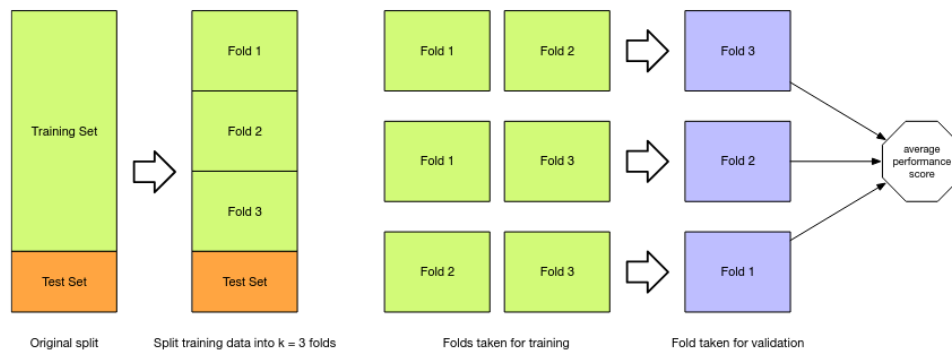 Training Set
Test Set
Original split
Fold 1
Fold 2
Fold 3
Test Set
Split training data into k = 3 folds
Fold 1
Fold 2
Fold 1
Fold 3
Fold 2
Fold 3
Folds taken for training
Fold 3
Fold 2
Fold 1
Fold taken for validation
average
performance
score